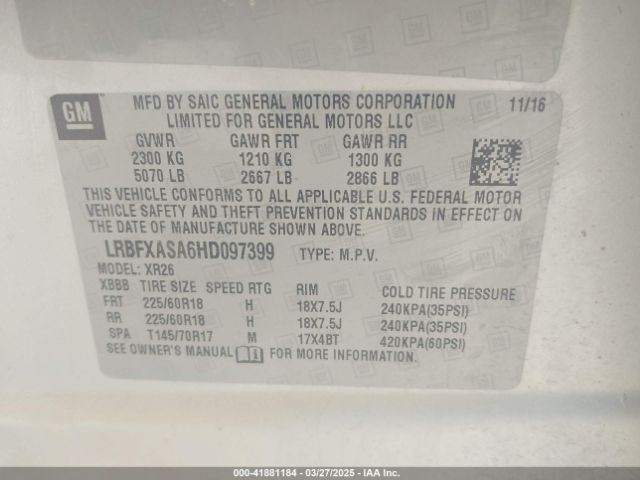 GM
MFD BY SAIC GENERAL MOTORS CORPORATION 11/16
LIMITED FOR GENERAL MOTORS LLC
GVWR GAWR FRT GAWR RR
2300 KG 1210 KG 1300 KG
5070 LB 2667 LB 2866 LB
THIS VEHICLE CONFORMS TO ALL APPLICABLE U.S. FEDERAL MOTOR
VEHICLE SAFETY AND THEFT PREVENTION STANDARDS IN EFFECT ON
THE DATE OF MANUFACTURE SHOWN ABOVE.
LRBFXASA6HD097399 TYPE: M.P.V.
MODEL: XR26
XBBB TIRE SIZE SPEED RTG RIM COLD TIRE PRESSURE
FRT 225/60R18 H 18X7.5J 240KPA(35PSI)
RR 225/60R18 H 18X7.5J 240KPA(35PSI)
SPA T145/70R17 M 17X4BT 420KPA(60PSI)
SEE OWNER'S MANUAL FOR MORE INFORMATION
000-41881184 / 03/27/2025 / IAA, LLC